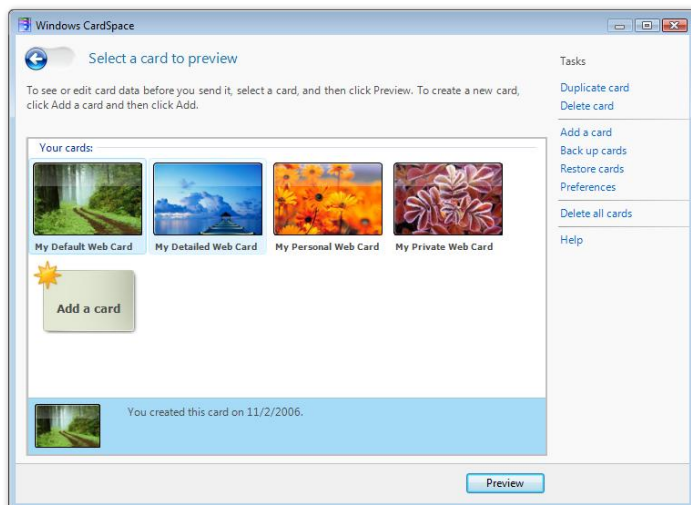 Windows CardSpace
Select a card to preview
To see or edit card data before you send it, select a card, and then click Preview. To create a new card,
click Add a card and then click Add.
Your cards:
My Default Web Card
My Detailed Web Card
My Personal Web Card
My Private Web Card
Add a card
You created this card on 11/2/2006.
Preview
Tasks
Duplicate card
Delete card
Add a card
Back up cards
Restore cards
Preferences
Delete all cards
Help